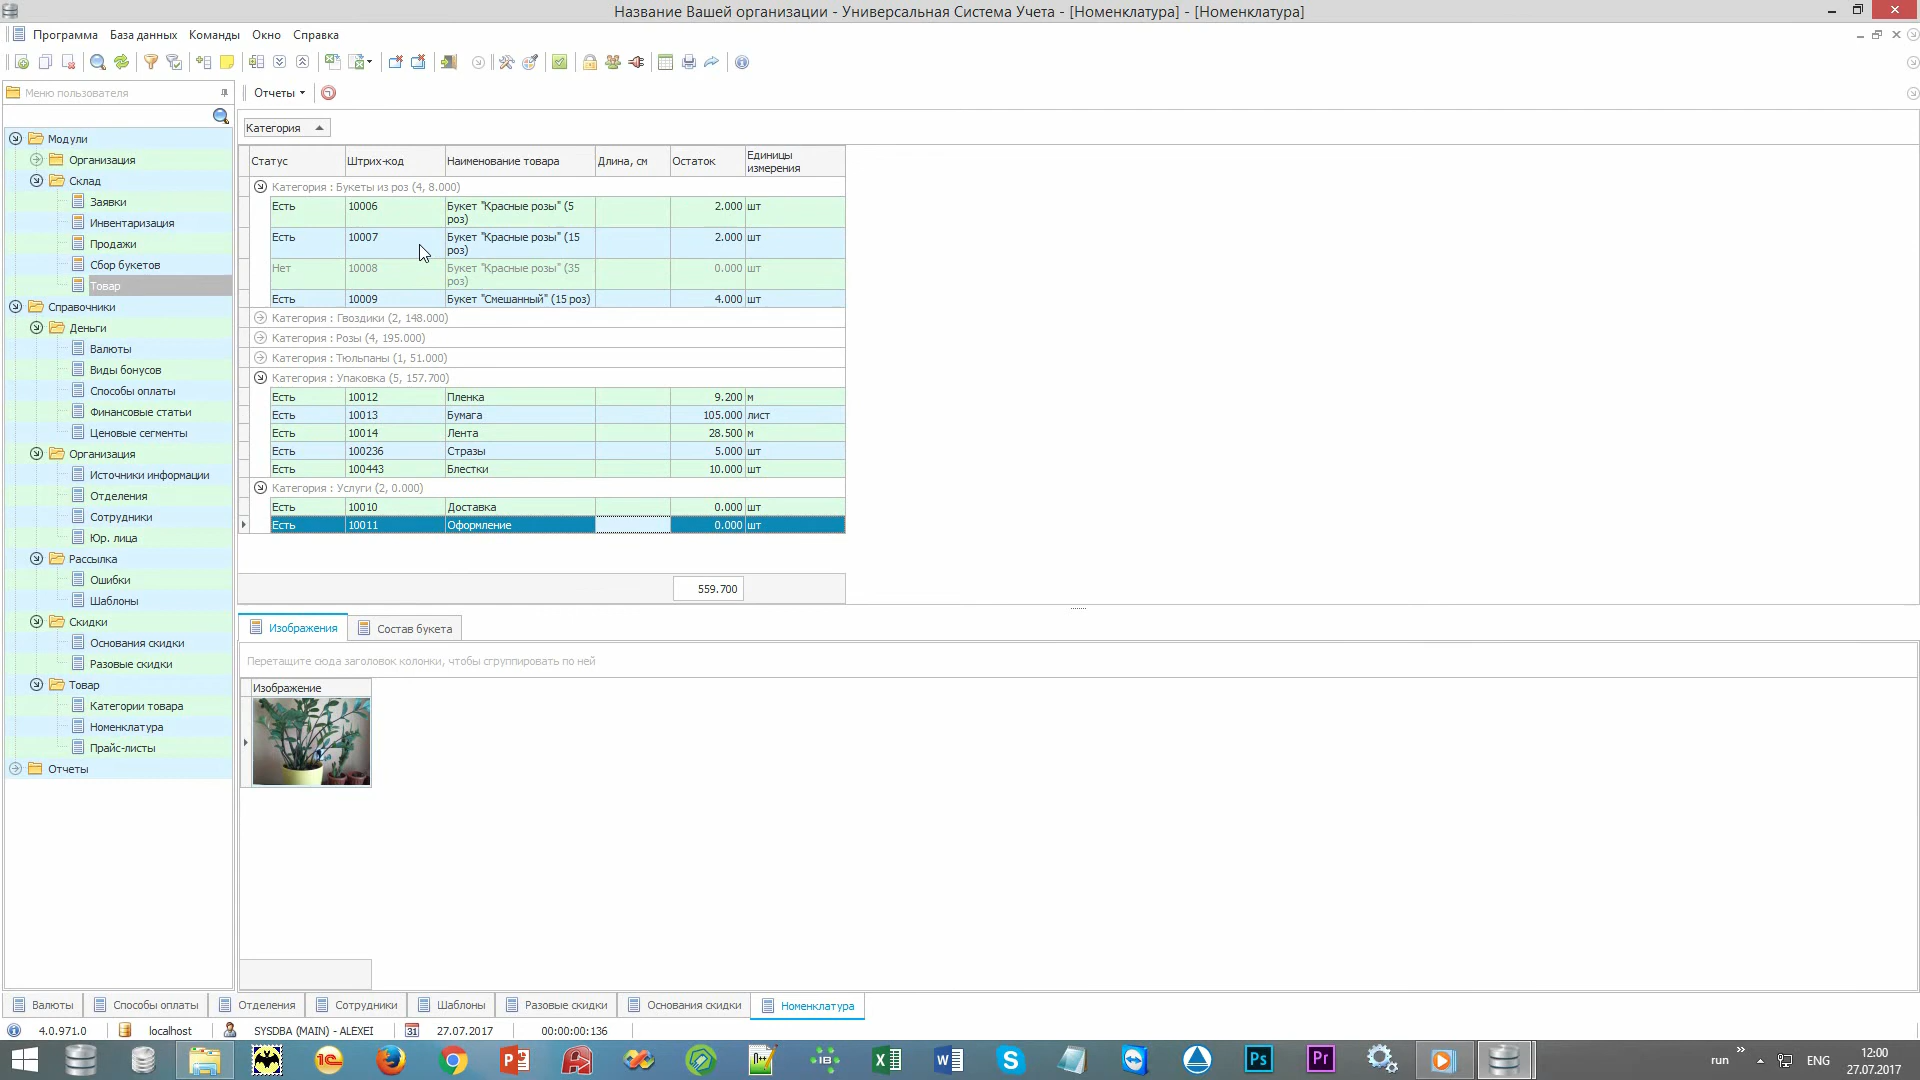 Название Вашей организации - Универсальная Система Учета - [Номенклатура] - [Номенклатура]
Программа База данных Команды Окно Справка
Меню пользователя
Отчеты
Модули
Организация
Склад
Заявки
Инвентаризация
Продажи
Сбор букетов
Товар
Справочники
Деньги
Валюты
Виды бонусов
Способы оплаты
Финансовые статьи
Ценовые сегменты
Организация
Источники информации
Отделения
Сотрудники
Юр. лица
Рассылка
Ошибки
Шаблоны
Скидки
Основания скидки
Разовые скидки
Товар
Категории товара
Номенклатура
Прайс-листы
Отчеты
Категория
Статус Штрих-код Наименование товара Длина, см Остаток Единицы
измерения
Категория : Букеты из роз (4, 8.000)
Есть 10006 Букет "Красные розы" (5 2.000 шт
роз)
Есть 10007 Букет "Красные розы" (15 2.000 шт
роз)
Нет 10008 Букет "Красные розы" (35 0.000 шт
роз)
Есть 10009 Букет "Смешанный" (15 роз) 4.000 шт
Категория : Гвоздики (2, 148.000)
Категория : Розы (4, 195.000)
Категория : Тюльпаны (1, 51.000)
Категория : Упаковка (5, 157.700)
Есть 10012 Пленка 9.200 м
Есть 10013 Бумага 105.000 лист
Есть 10014 Лента 28.500 м
Есть 100236 Стразы 5.000 шт
Есть 100443 Блестки 10.000 шт
Категория : Услуги (2, 0.000)
Есть 10010 Доставка 0.000 шт
Есть 10011 Оформление 0.000 шт
559.700
Изображения Состав букета
Перетащите сюда заголовок колонки, чтобы сгруппировать по ней
Изображение
Валюты Способы оплаты Отделения Сотрудники Шаблоны Разовые скидки Основания скидки Номенклатура
4.0.971.0 localhost SYSDBA (MAIN) - ALEXEI 31 27.07.2017 00:00:00:136
run » ENG 12:00
27.07.2017